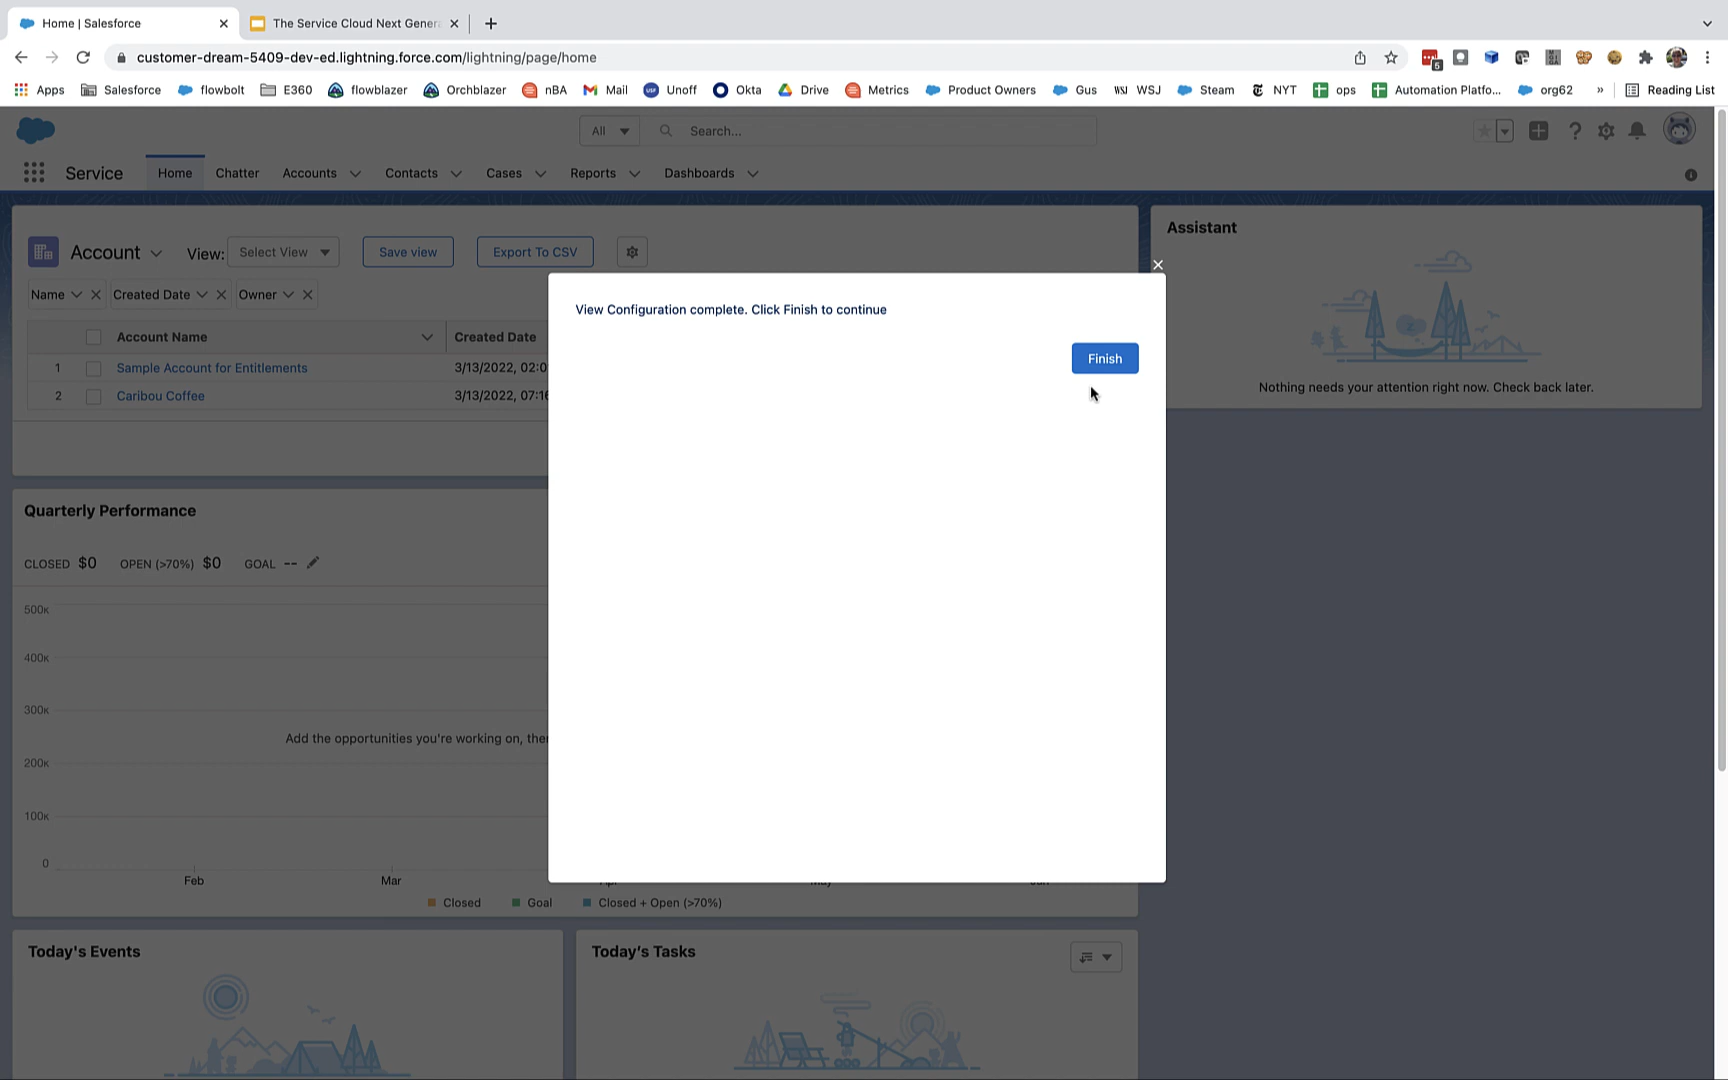 Home | Salesforce
The Service Cloud Next Gener
customer-dream-5409-dev-ed.lightning.force.com/lightning/page/home
5
Apps Salesforce flowbolt E360 flowblazer Orchblazer nBA Mail Unoff Okta Drive Metrics Product Owners Gus WSJ Steam NYT ops Automation Platfo... org62 » Reading List
All Search...
Service Home Chatter Accounts Contacts Cases Reports Dashboards
Account View: Select View Save view Export To CSV
Assistant
Name Created Date Owner
View Configuration complete. Click Finish to continue
Account Name Created Date
Finish
1 Sample Account for Entitlements 3/13/2022, 02:0
2 Caribou Coffee 3/13/2022, 07:16
Nothing needs your attention right now. Check back later.
Quarterly Performance
CLOSED $0 OPEN (>70%) $0 GOAL --
500K
400K
300K
Add the opportunities you're working on, ther
200K
100K
0
Feb Mar
Closed Goal Closed + Open (>70%)
Today's Events
Today's Tasks